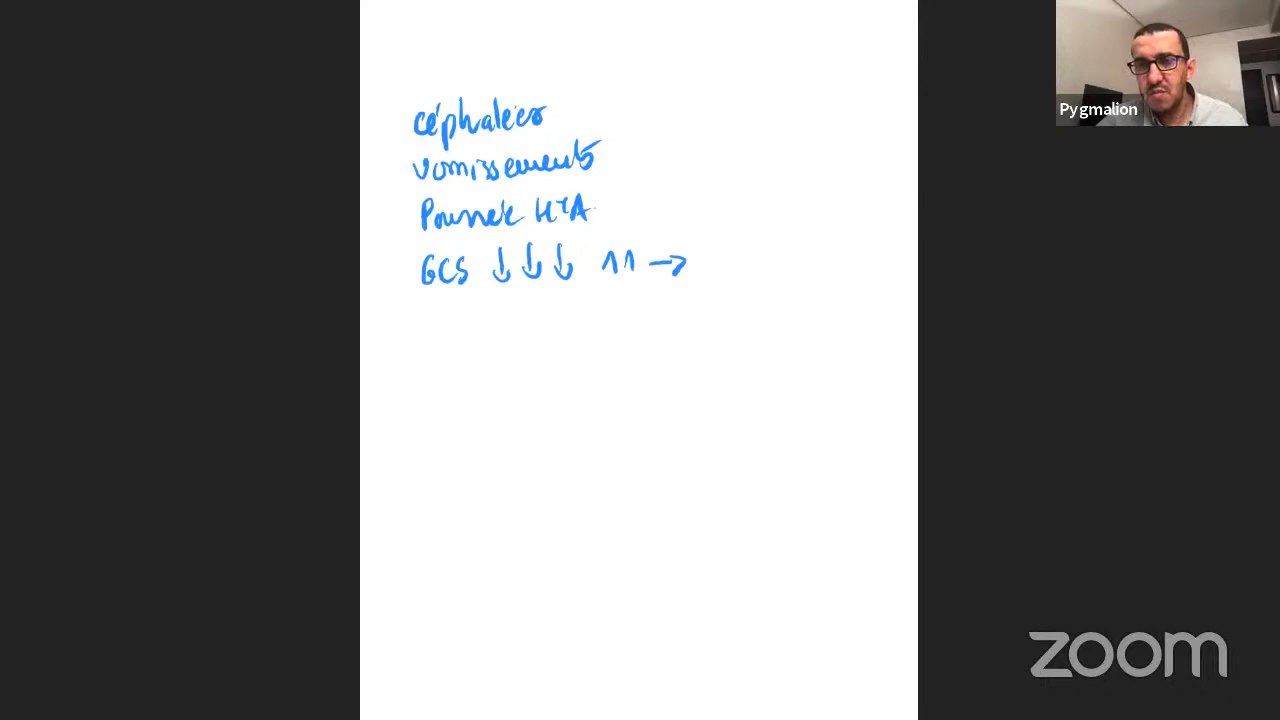 céphalées
vomissements
Poussée HTA
GCS ↓ ↓ ↓ ^^ →
Pygmalion
zoom